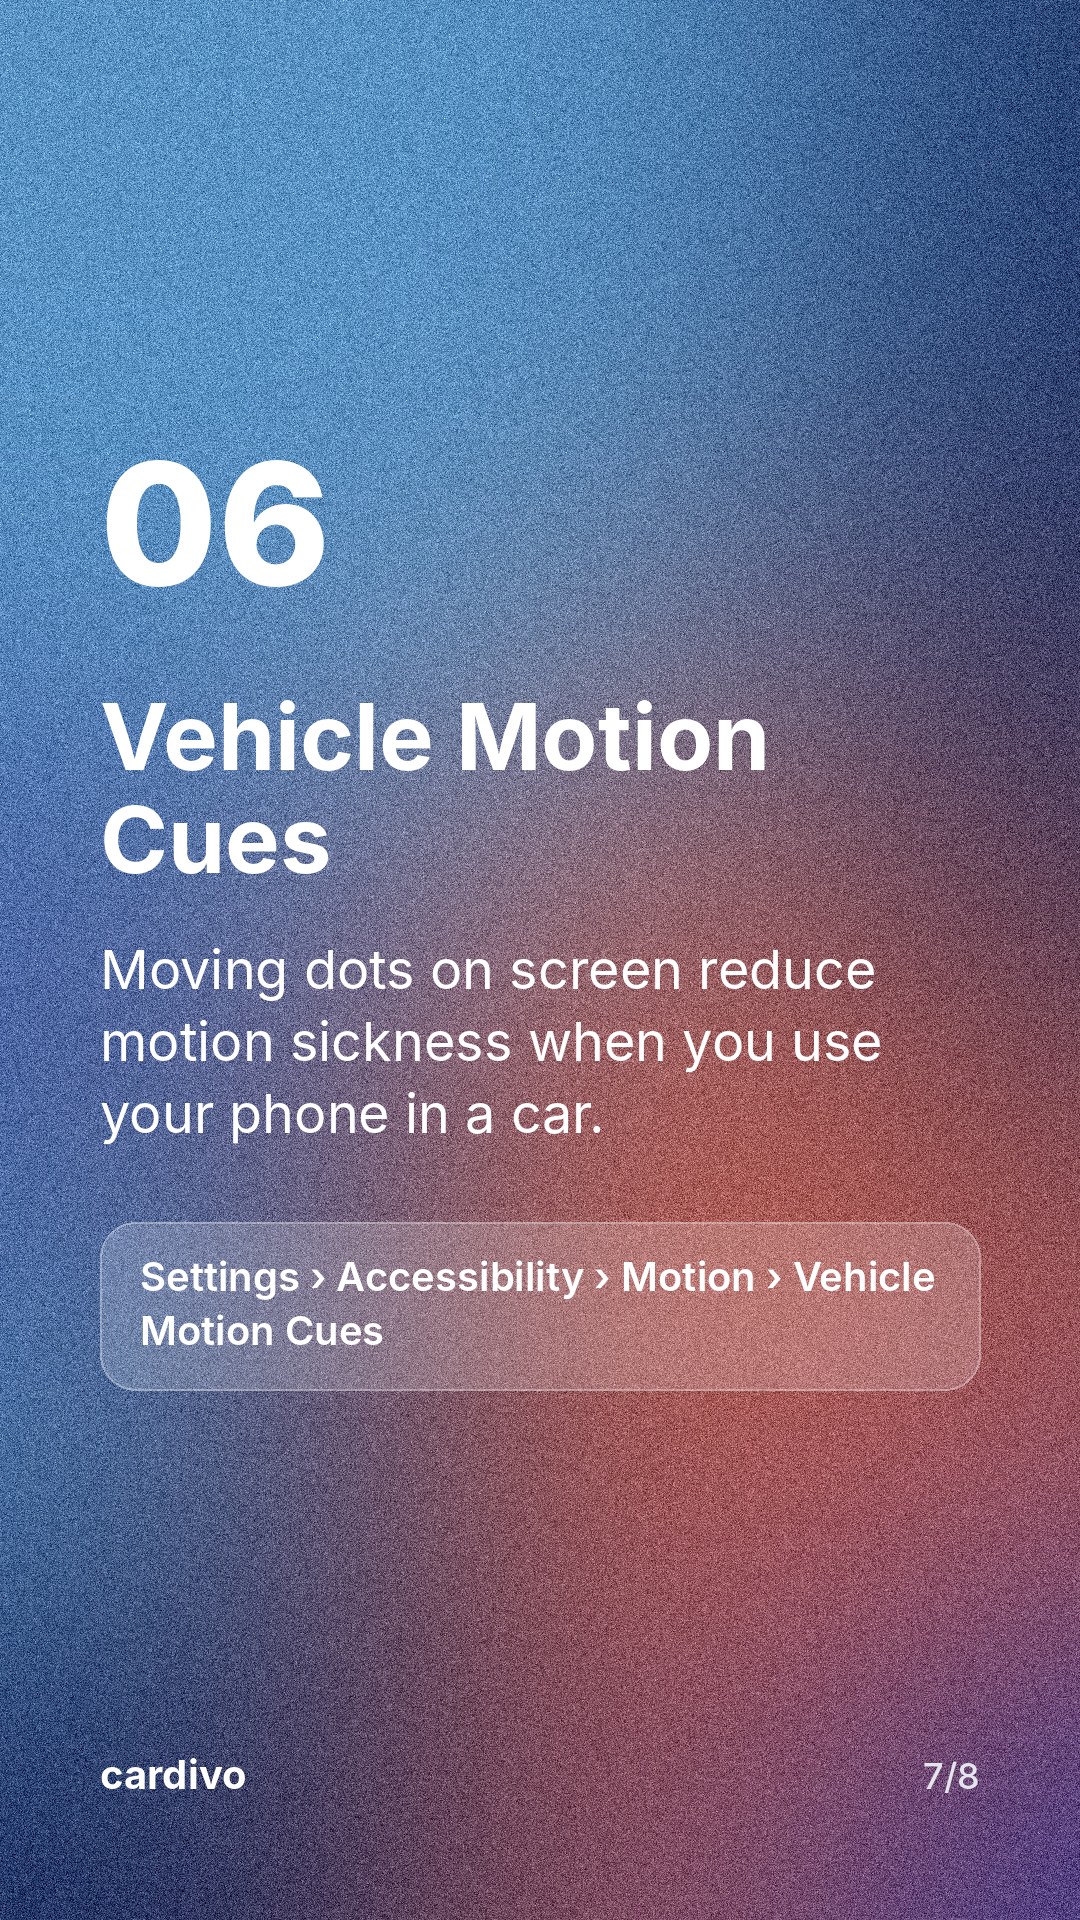 06
Vehicle Motion
Cues
Moving dots on screen reduce
motion sickness when you use
your phone in a car.
Settings › Accessibility › Motion › Vehicle
Motion Cues
cardivo
7/8